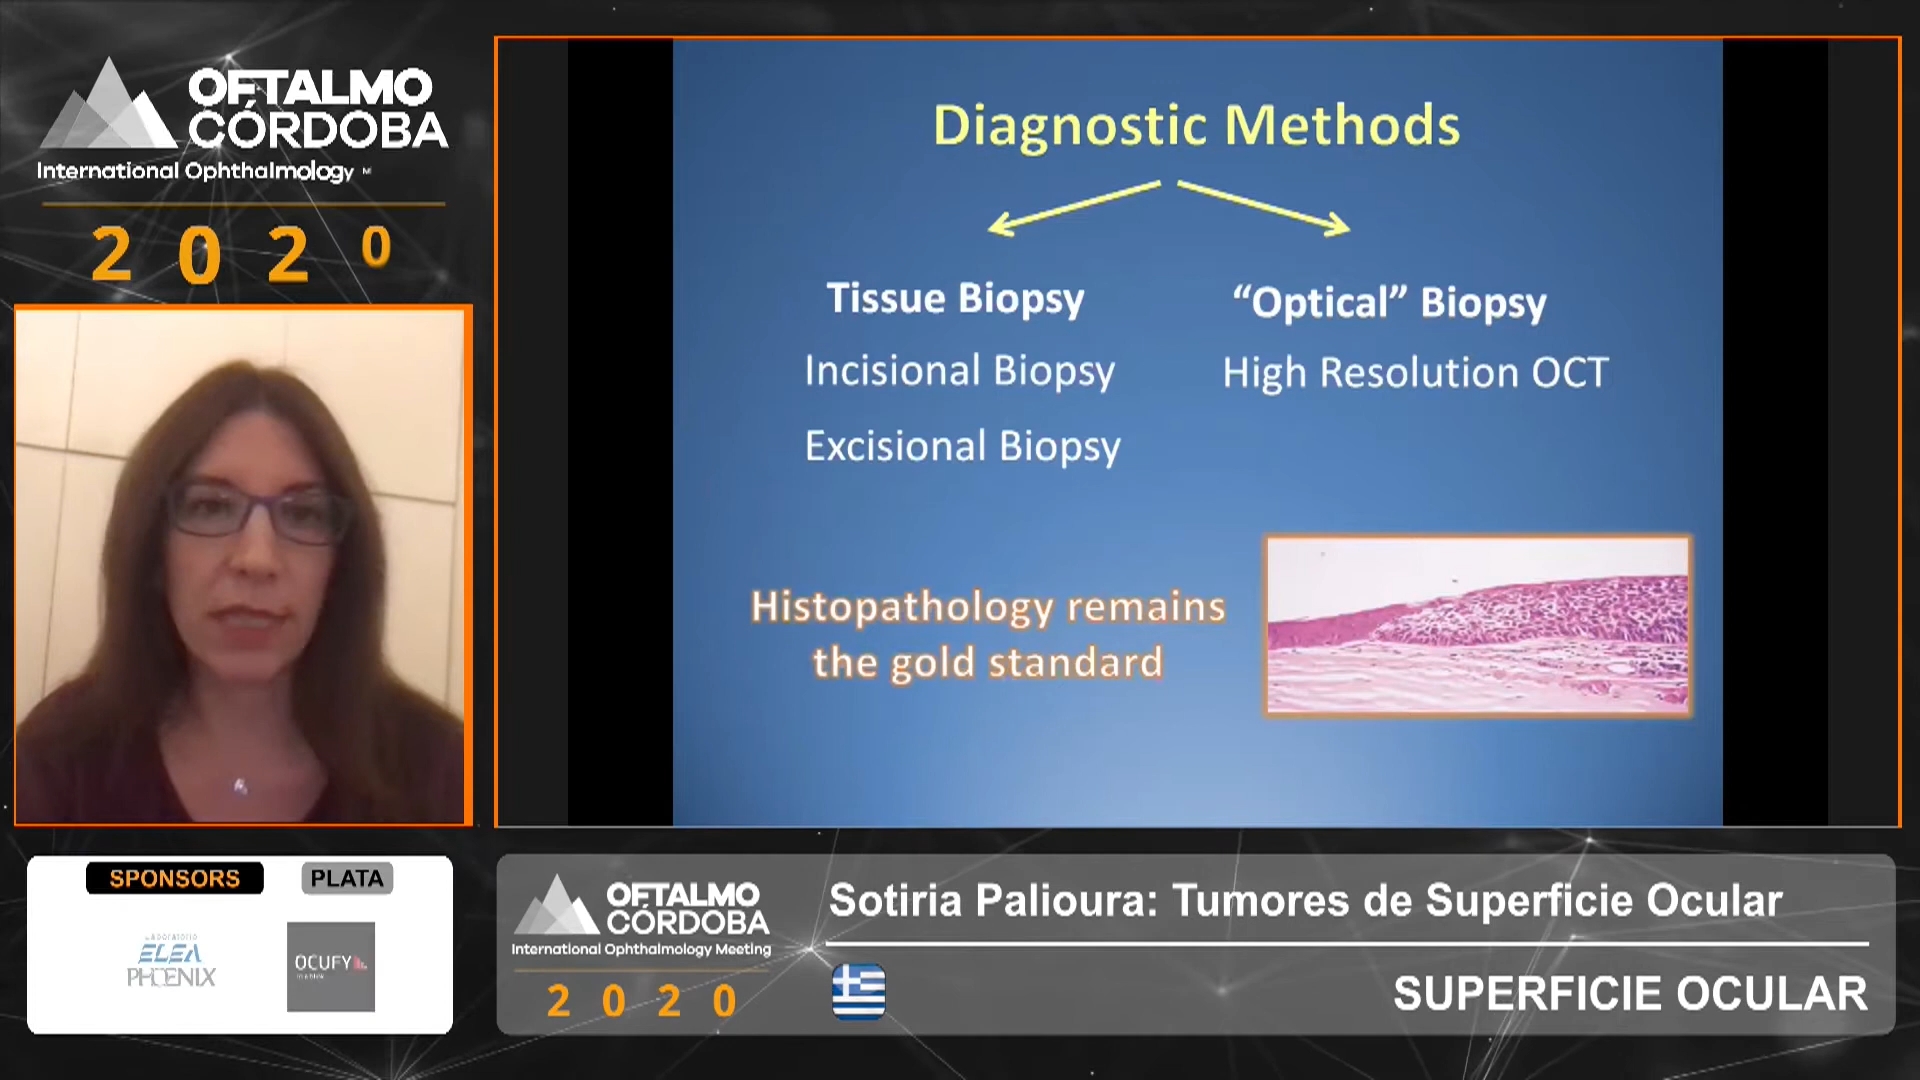 OFTALMO
CÓRDOBA
International Ophthalmology M
2 0 2 0
Diagnostic Methods
Tissue Biopsy
Incisional Biopsy
Excisional Biopsy
“Optical” Biopsy
High Resolution OCT
Histopathology remains
the gold standard
SPONSORS
PLATA
Laboratorio
ELEA
PHOENIX
OCUFY
OFTALMO
CÓRDOBA
International Ophthalmology Meeting
2 0 2 0
Sotiria Palioura: Tumores de Superficie Ocular
SUPERFICIE OCULAR